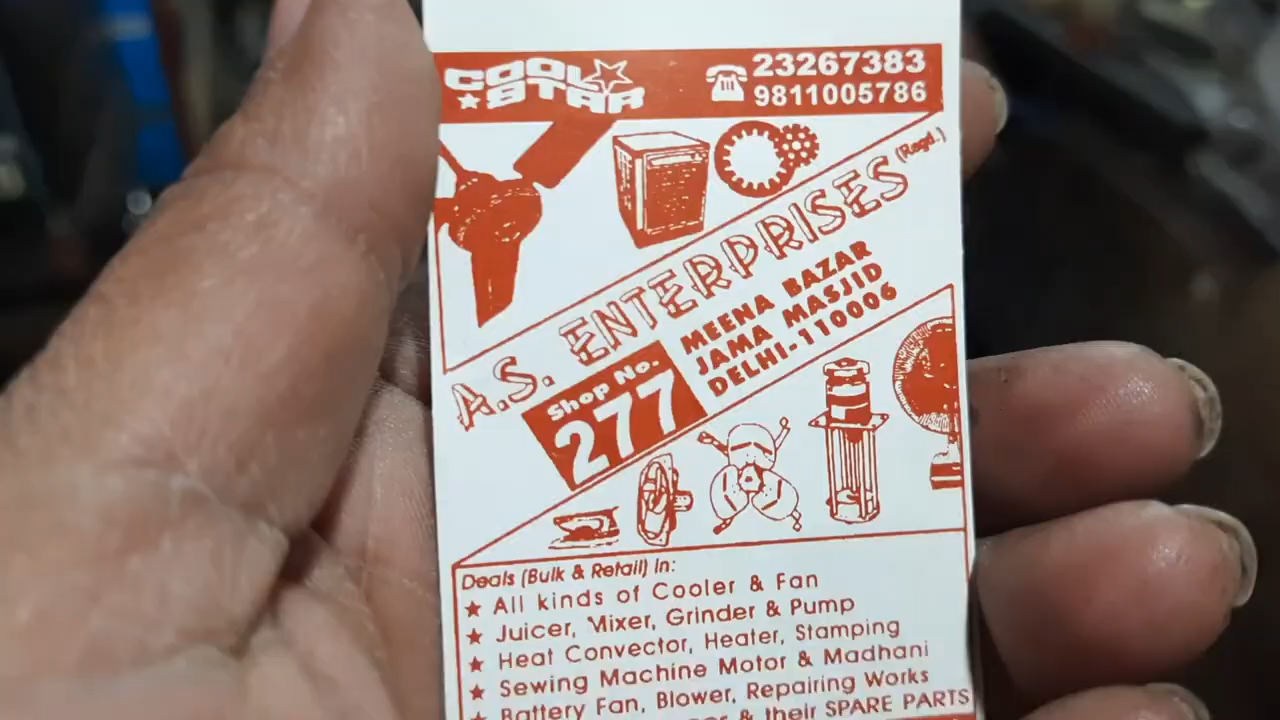 COOL STAR
23267383
9811005786
A.S. ENTERPRISES (Regd.)
Shop No.
277
MEENA BAZAR
JAMA MASJID
DELHI-110006
Deals (Bulk & Retail) In:
★ All kinds of Cooler & Fan
★ Juicer, Mixer, Grinder & Pump
★ Heat Convector, Heater, Stamping
★ Sewing Machine Motor & Madhani
★ Battery Fan, Blower, Repairing Works
& their SPARE PARTS